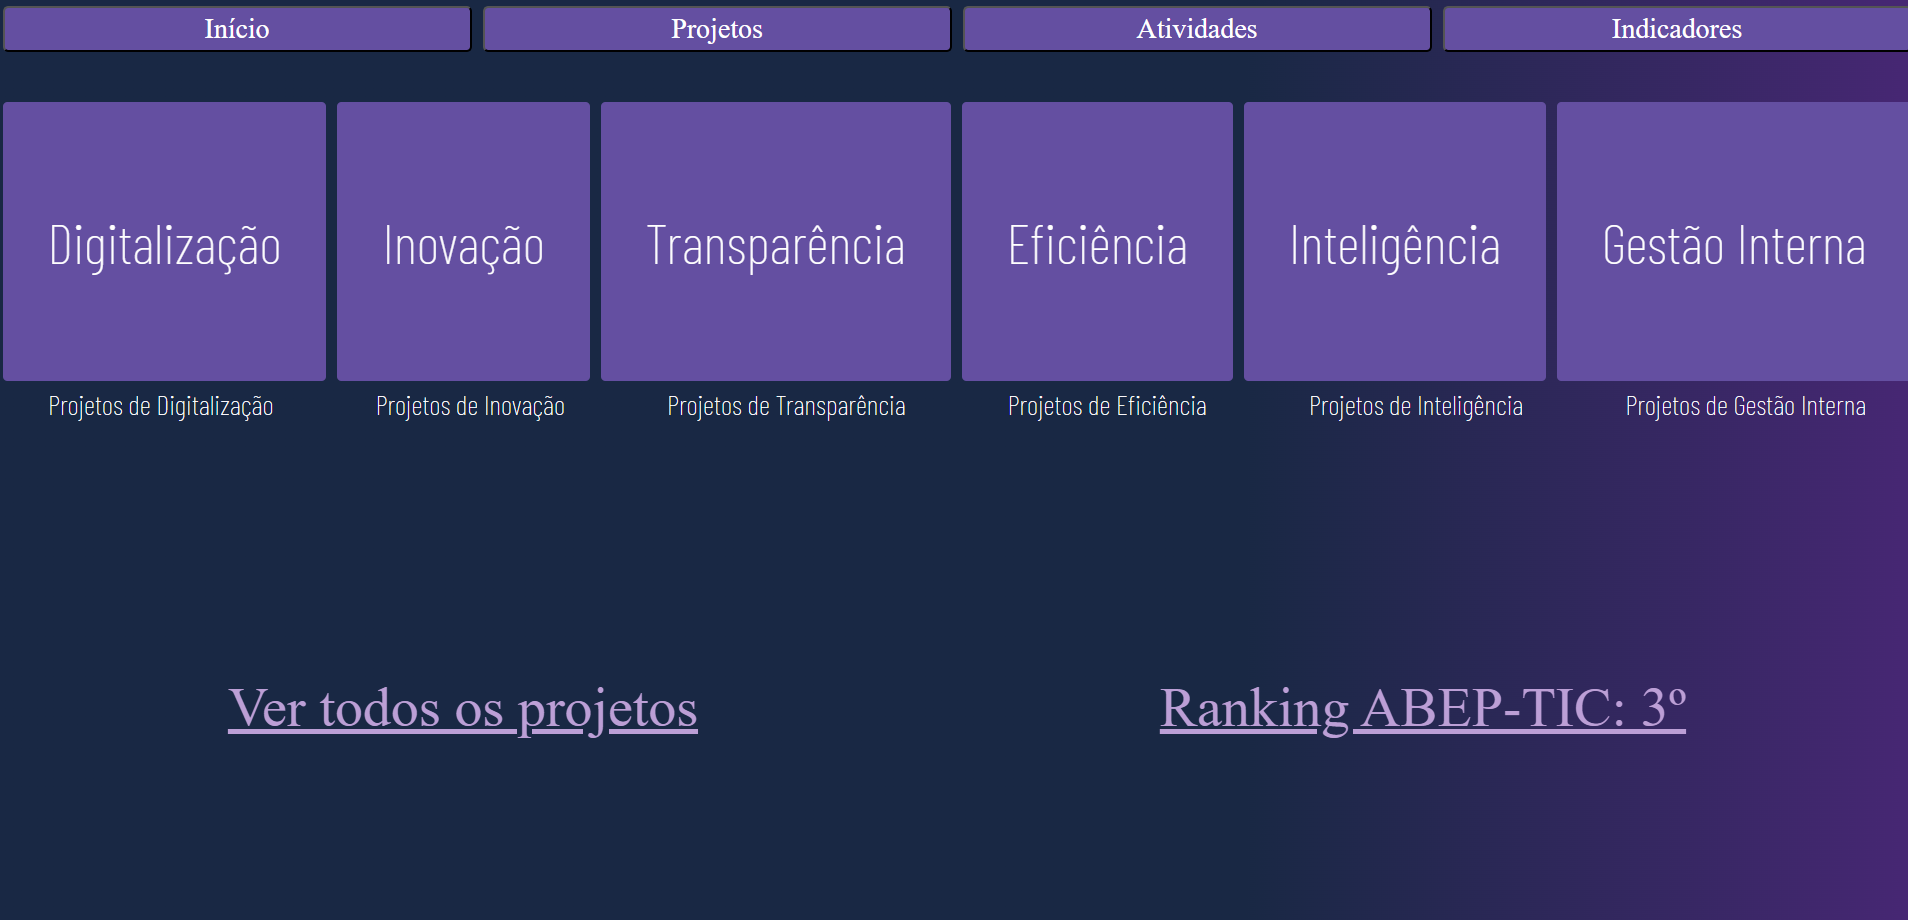 Início
Projetos
Atividades
Indicadores
Digitalização
Inovação
Transparência
Eficiência
Inteligência
Gestão Interna
Projetos de Digitalização
Projetos de Inovação
Projetos de Transparência
Projetos de Eficiência
Projetos de Inteligência
Projetos de Gestão Interna
Ver todos os projetos
Ranking ABEP-TIC: 3º